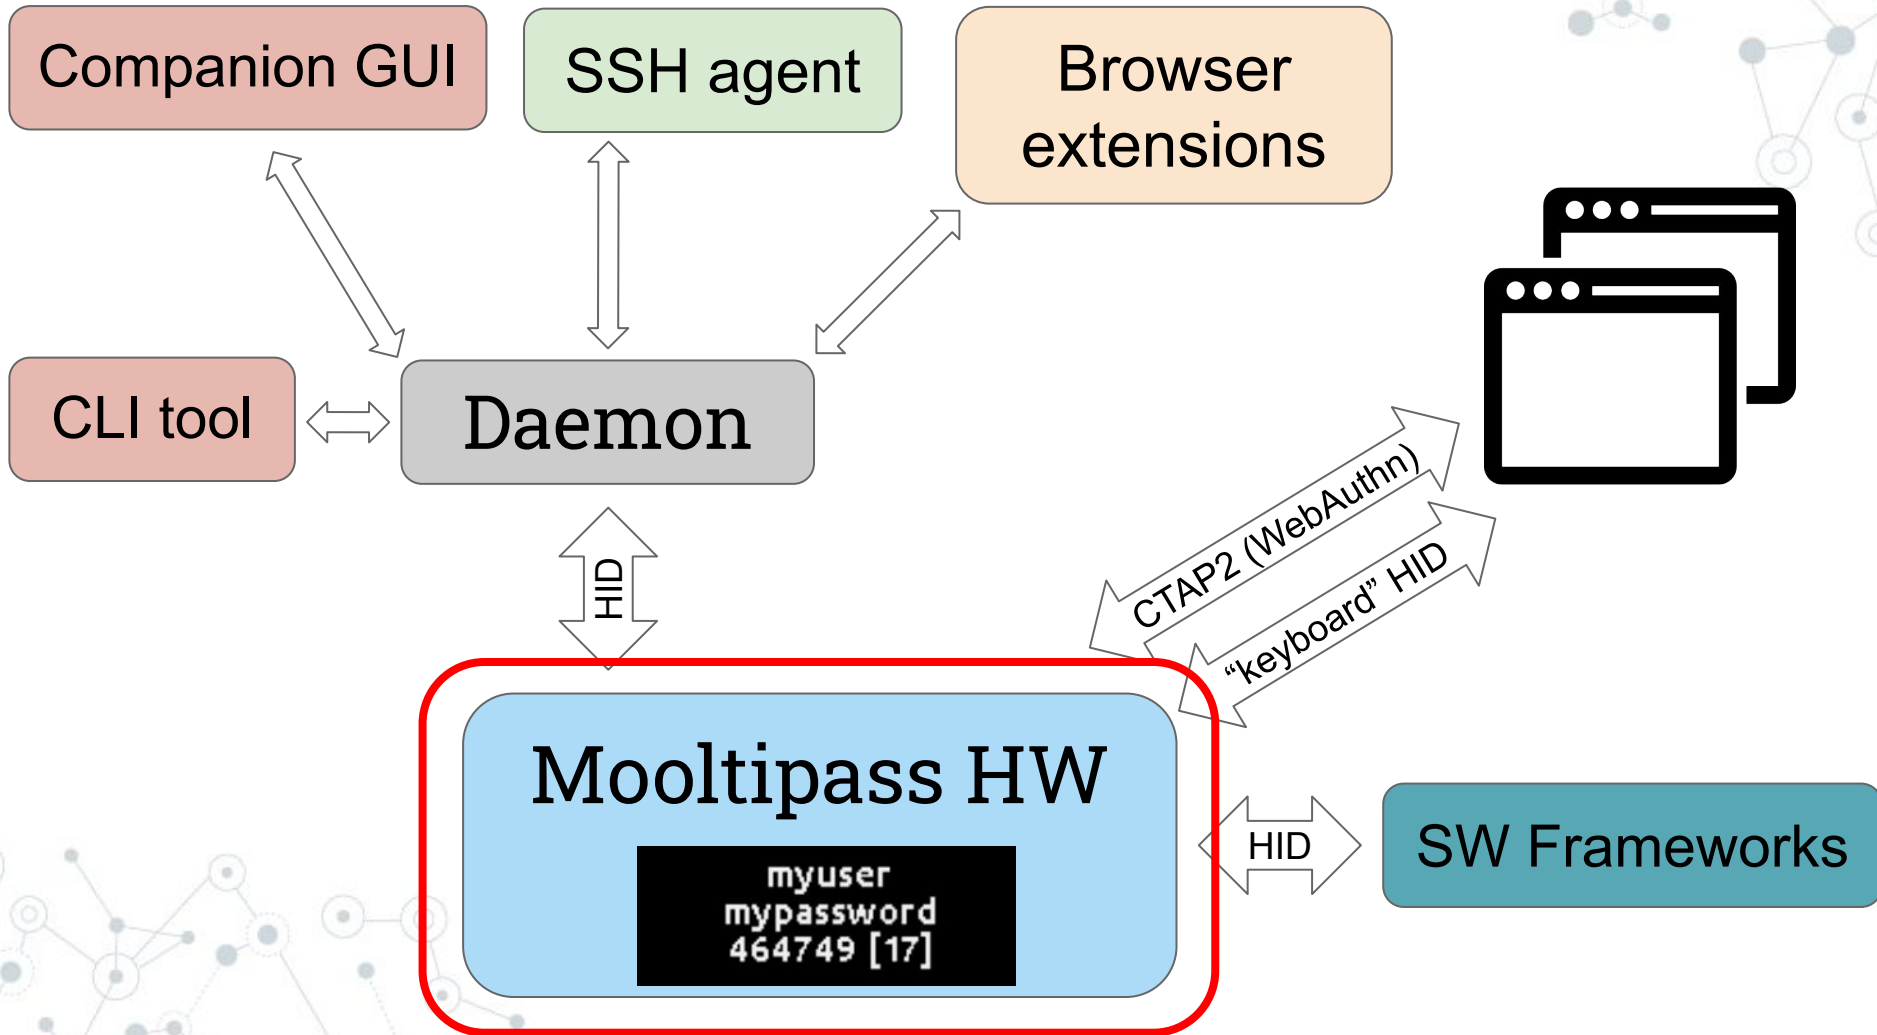 Companion GUI
SSH agent
Browser
extensions
CLI tool
Daemon
HID
CTAP2 (WebAuthn)
“keyboard” HID
Mooltipass HW
myuser
mypassword
464749 [17]
HID
SW Frameworks